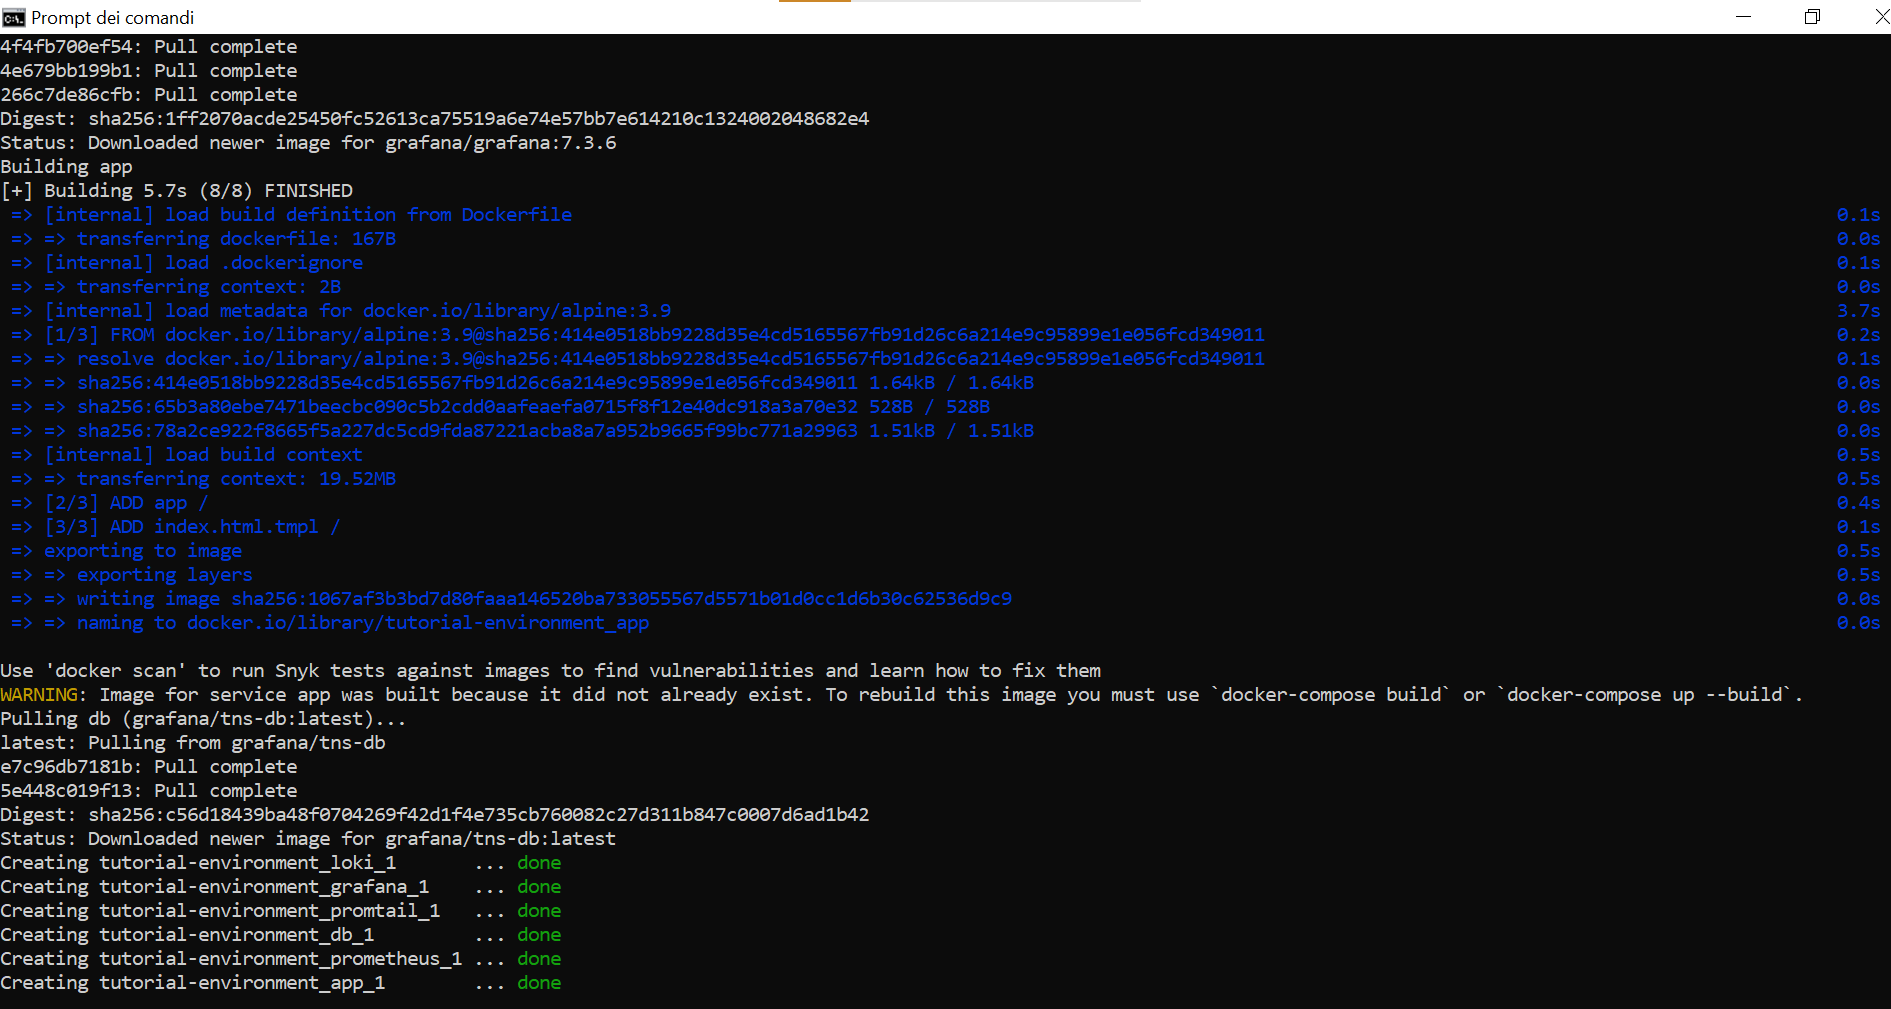 Prompt dei comandi
4f4fb700ef54: Pull complete
4e679bb199b1: Pull complete
266c7de86cfb: Pull complete
Digest: sha256:1ff2070acde25450fc52613ca75519a6e74e57bb7e614210c1324002048682e4
Status: Downloaded newer image for grafana/grafana:7.3.6
Building app
[+] Building 5.7s (8/8) FINISHED
=> [internal] load build definition from Dockerfile 0.1s
=> => transferring dockerfile: 167B 0.0s
=> [internal] load .dockerignore 0.1s
=> => transferring context: 2B 0.0s
=> [internal] load metadata for docker.io/library/alpine:3.9 3.7s
=> [1/3] FROM docker.io/library/alpine:3.9@sha256:414e0518bb9228d35e4cd5165567fb91d26c6a214e9c95899e1e056fcd349011 0.2s
=> => resolve docker.io/library/alpine:3.9@sha256:414e0518bb9228d35e4cd5165567fb91d26c6a214e9c95899e1e056fcd349011 0.1s
=> => sha256:414e0518bb9228d35e4cd5165567fb91d26c6a214e9c95899e1e056fcd349011 1.64kB / 1.64kB 0.0s
=> => sha256:65b3a80ebe7471beecbc090c5b2cdd0aafeaefa0715f8f12e40dc918a3a70e32 528B / 528B 0.0s
=> => sha256:78a2ce922f8665f5a227dc5cd9fda87221acba8a7a952b9665f99bc771a29963 1.51kB / 1.51kB 0.0s
=> [internal] load build context 0.5s
=> => transferring context: 19.52MB 0.5s
=> [2/3] ADD app / 0.4s
=> [3/3] ADD index.html.tmpl / 0.1s
=> exporting to image 0.5s
=> => exporting layers 0.5s
=> => writing image sha256:1067af3b3bd7d80faaa146520ba733055567d5571b01d0cc1d6b30c62536d9c9 0.0s
=> => naming to docker.io/library/tutorial-environment_app 0.0s
Use 'docker scan' to run Snyk tests against images to find vulnerabilities and learn how to fix them
WARNING: Image for service app was built because it did not already exist. To rebuild this image you must use `docker-compose build` or `docker-compose up --build`.
Pulling db (grafana/tns-db:latest)...
latest: Pulling from grafana/tns-db
e7c96db7181b: Pull complete
5e448c019f13: Pull complete
Digest: sha256:c56d18439ba48f0704269f42d1f4e735cb760082c27d311b847c0007d6ad1b42
Status: Downloaded newer image for grafana/tns-db:latest
Creating tutorial-environment_loki_1 ... done
Creating tutorial-environment_grafana_1 ... done
Creating tutorial-environment_promtail_1 ... done
Creating tutorial-environment_db_1 ... done
Creating tutorial-environment_prometheus_1 ... done
Creating tutorial-environment_app_1 ... done